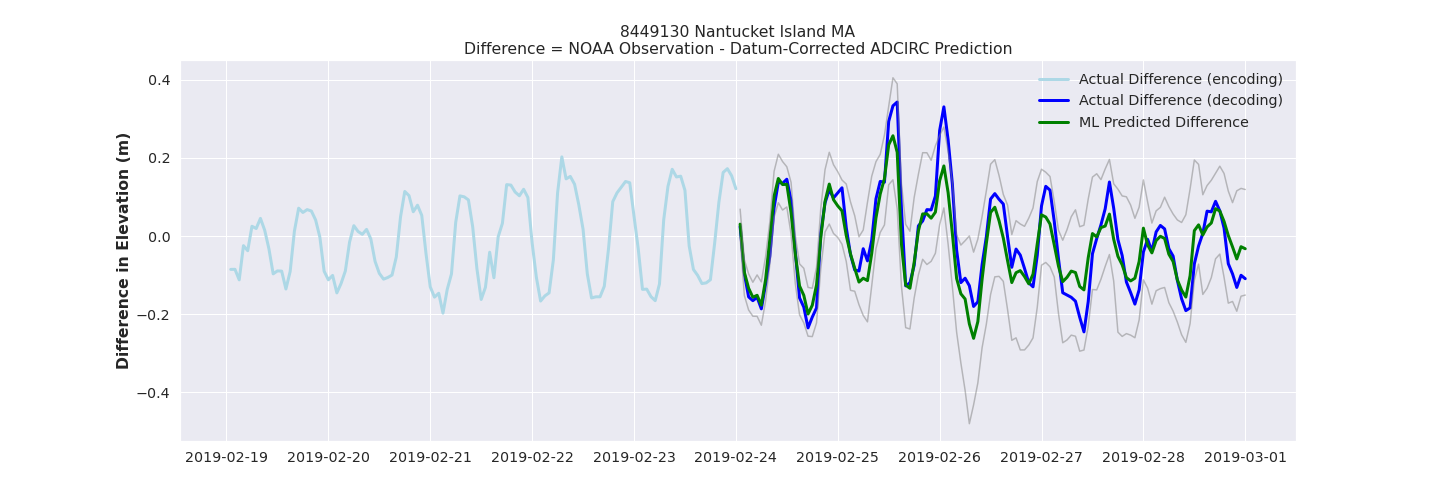 8449130 Nantucket Island MA
Difference = NOAA Observation - Datum-Corrected ADCIRC Prediction
Actual Difference (encoding)
Actual Difference (decoding)
ML Predicted Difference
Difference in Elevation (m)
0.4
0.2
0.0
−0.2
−0.4
2019-02-19 2019-02-20 2019-02-21 2019-02-22 2019-02-23 2019-02-24 2019-02-25 2019-02-26 2019-02-27 2019-02-28 2019-03-01